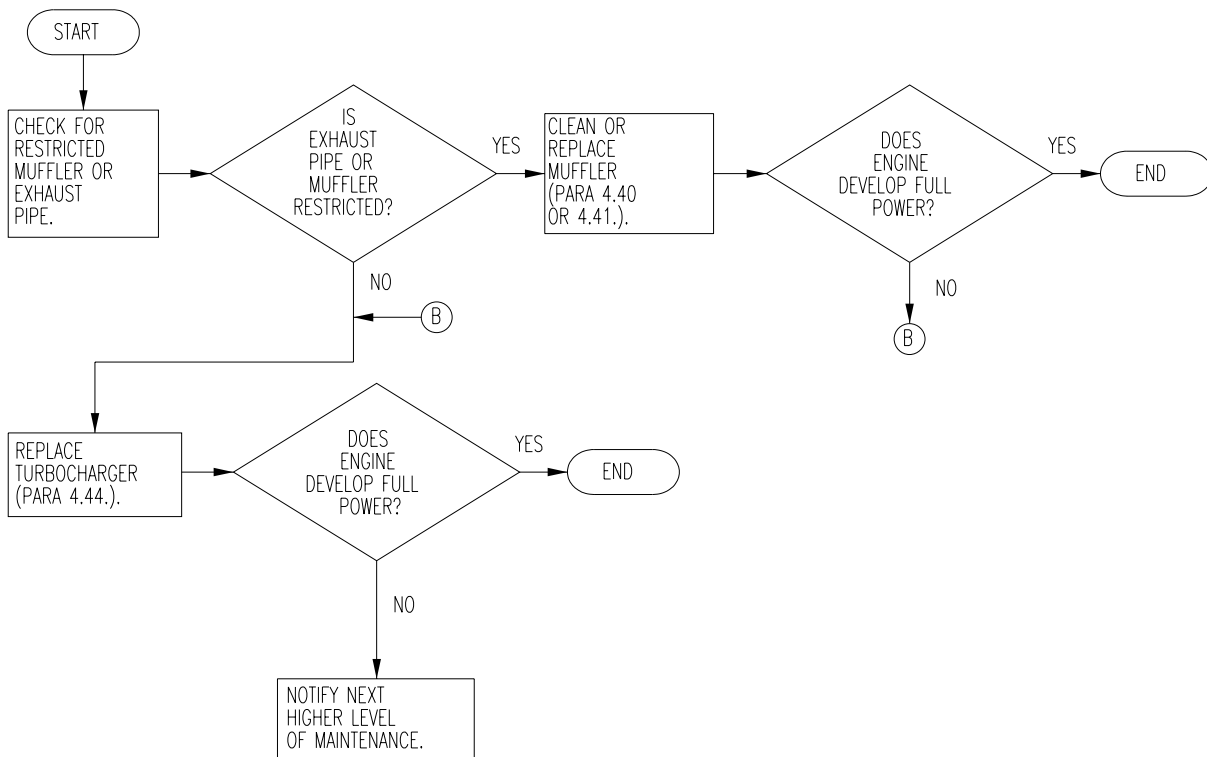 START
CHECK FOR
RESTRICTED
MUFFLER OR
EXHAUST
PIPE.
IS
EXHAUST
PIPE OR
MUFFLER
RESTRICTED?
YES
CLEAN OR
REPLACE
MUFFLER
(PARA 4.40
OR 4.41.).
DOES
ENGINE
DEVELOP FULL
POWER?
YES
END
NO
B
NO
B
REPLACE
TURBOCHARGER
(PARA 4.44.).
DOES
ENGINE
DEVELOP FULL
POWER?
YES
END
NO
NOTIFY NEXT
HIGHER LEVEL
OF MAINTENANCE.